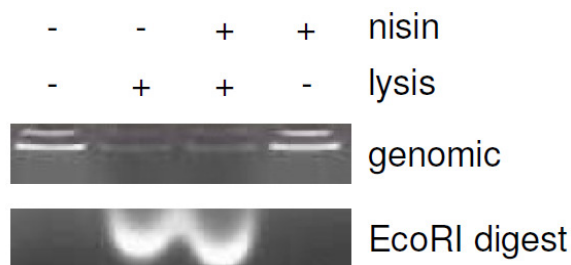 - - + + nisin
- + + - lysis
genomic
EcoRI digest